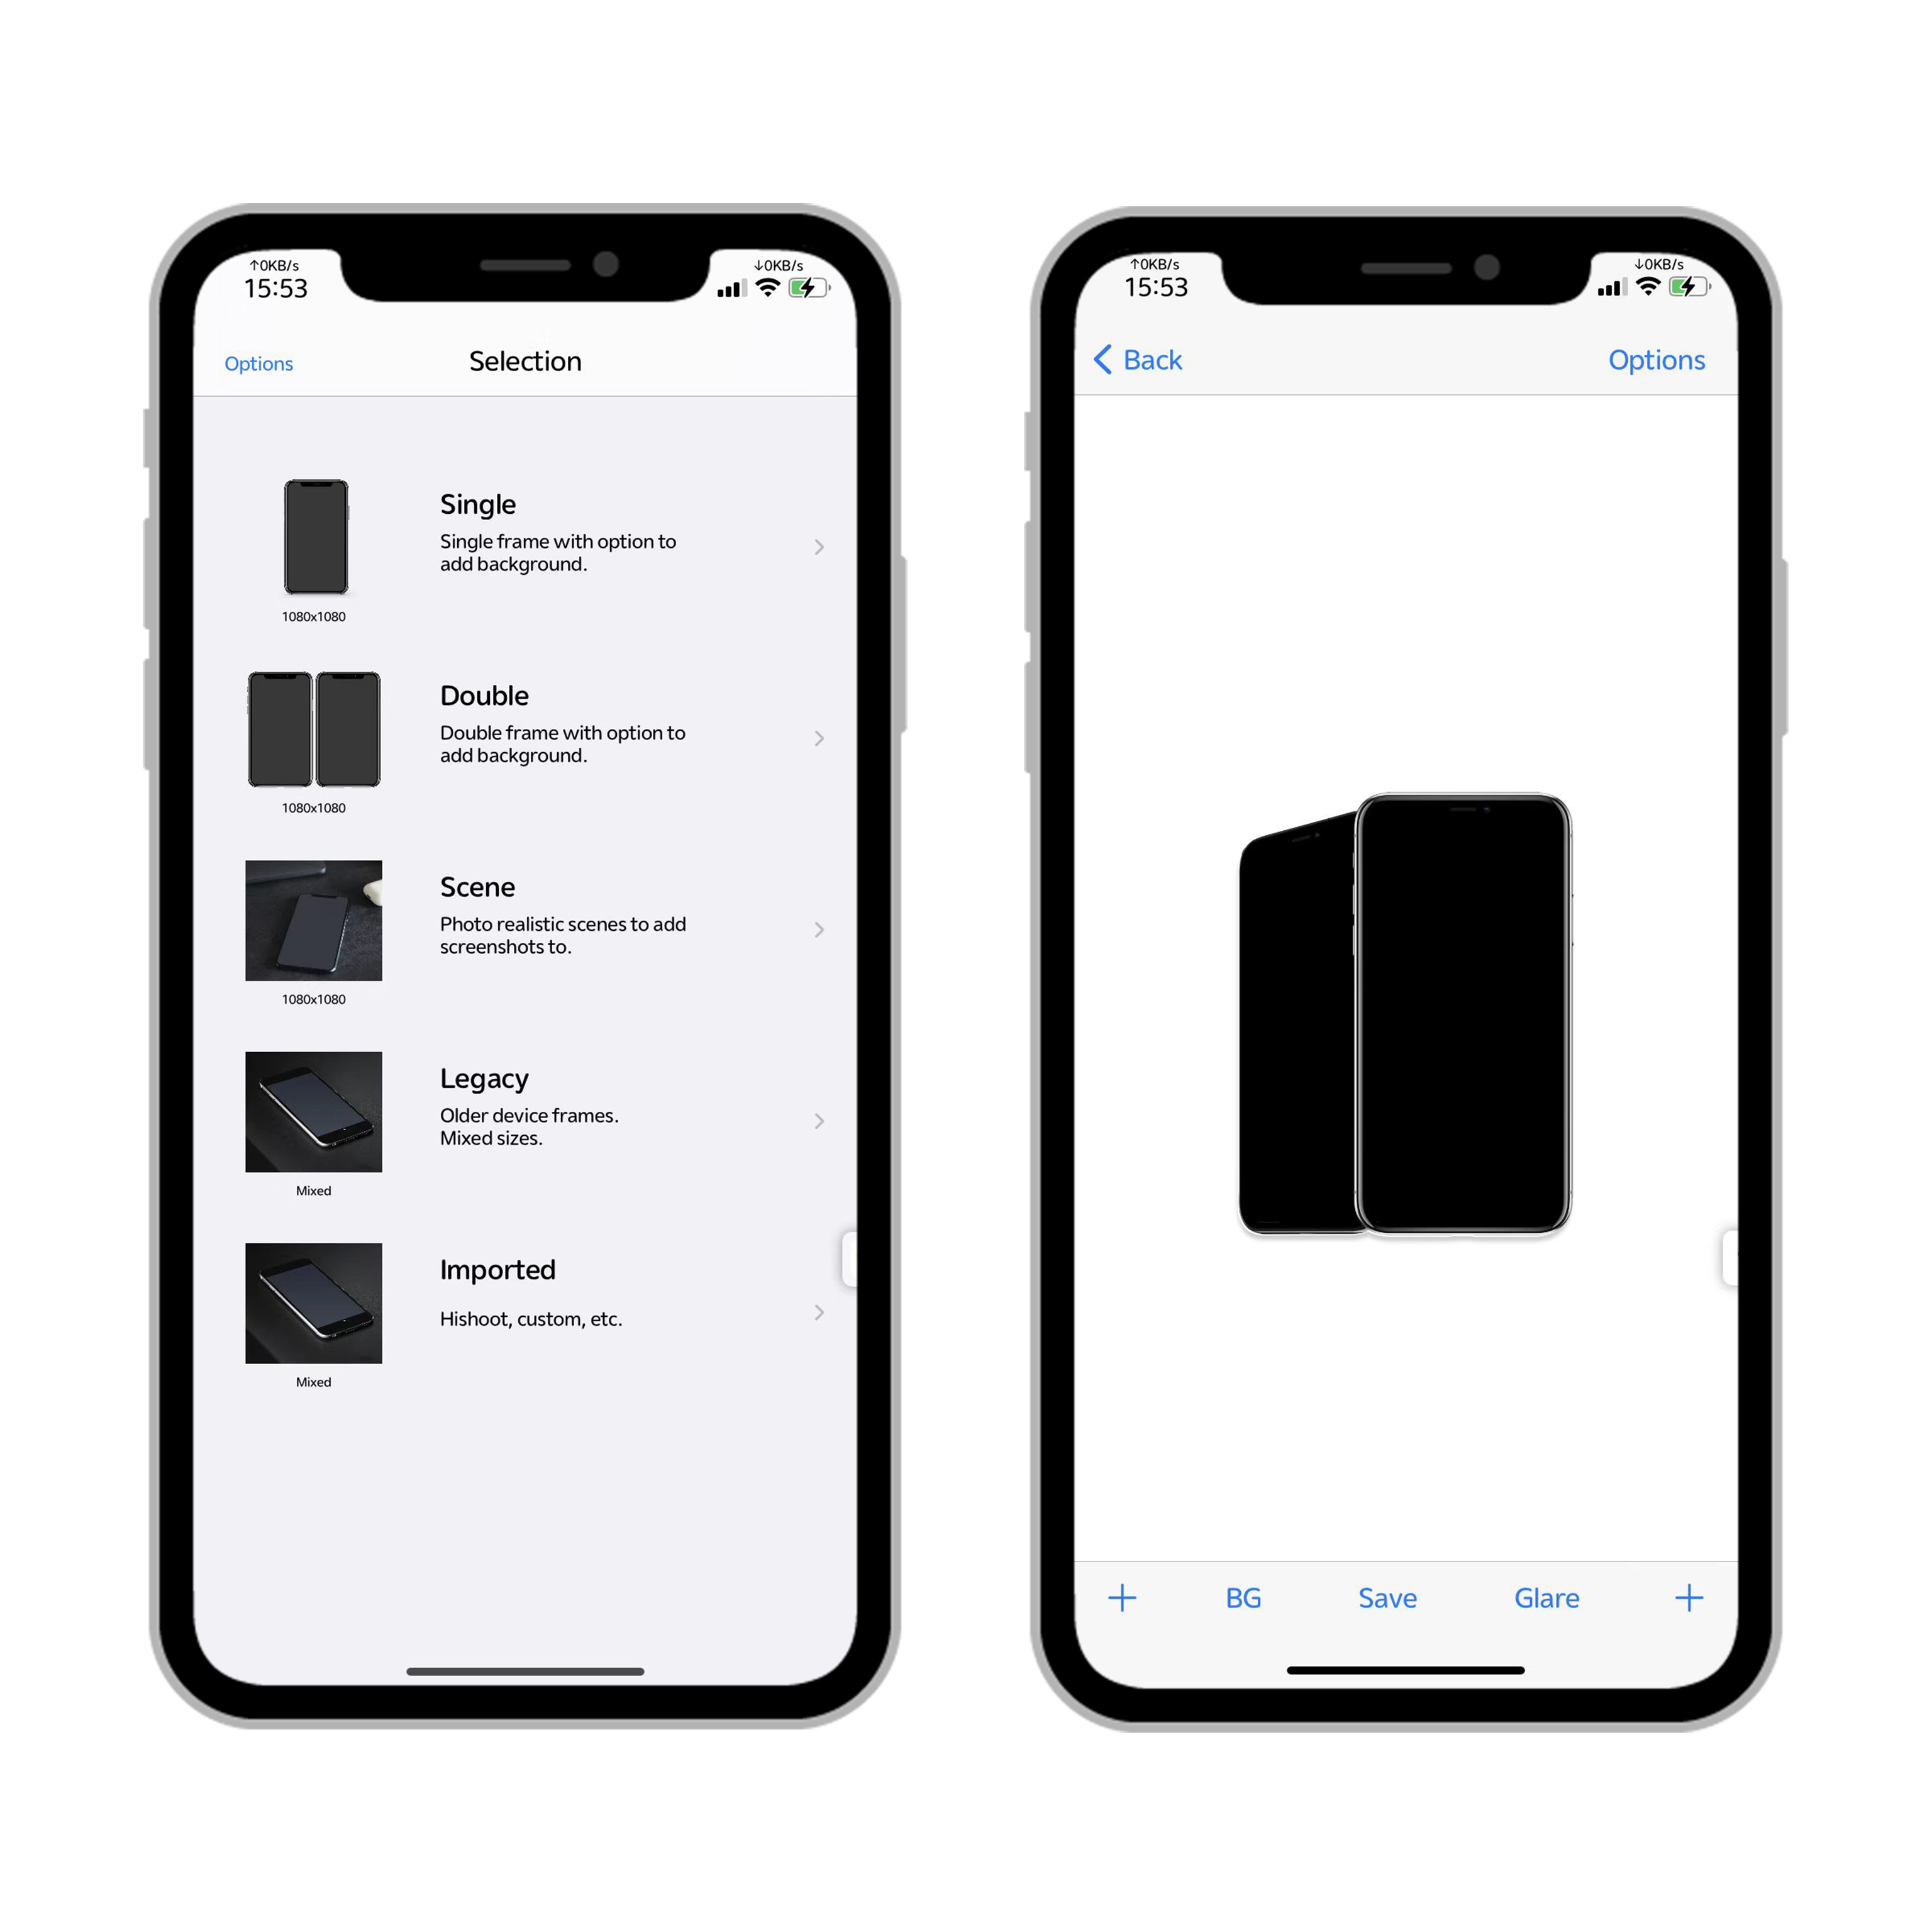 ↑0KB/s
15:53
↓0KB/s
Options
Selection
Single
Single frame with option to
add background.
1080x1080
Double
Double frame with option to
add background.
1080x1080
Scene
Photo realistic scenes to add
screenshots to.
1080x1080
Legacy
Older device frames.
Mixed sizes.
Mixed
Imported
Hishoot, custom, etc.
Mixed
↑0KB/s
15:53
↓0KB/s
Back
Options
BG
Save
Glare